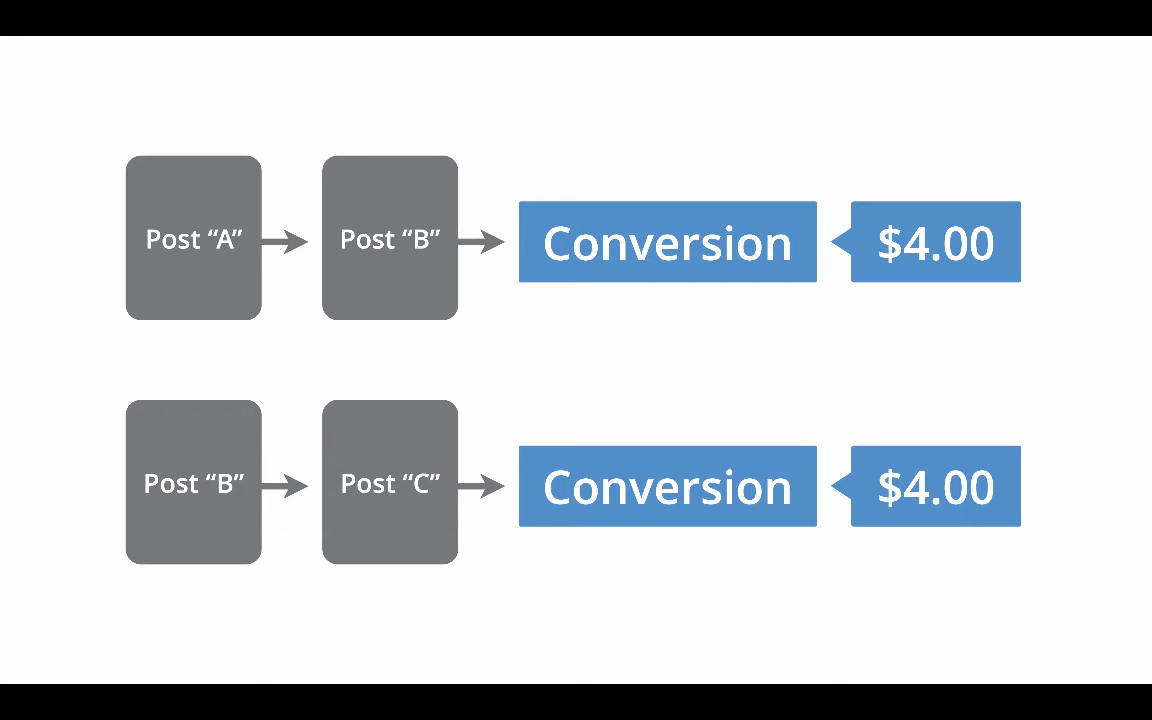 Post “A”
Post “B”
Conversion
$4.00
Post “B”
Post “C”
Conversion
$4.00